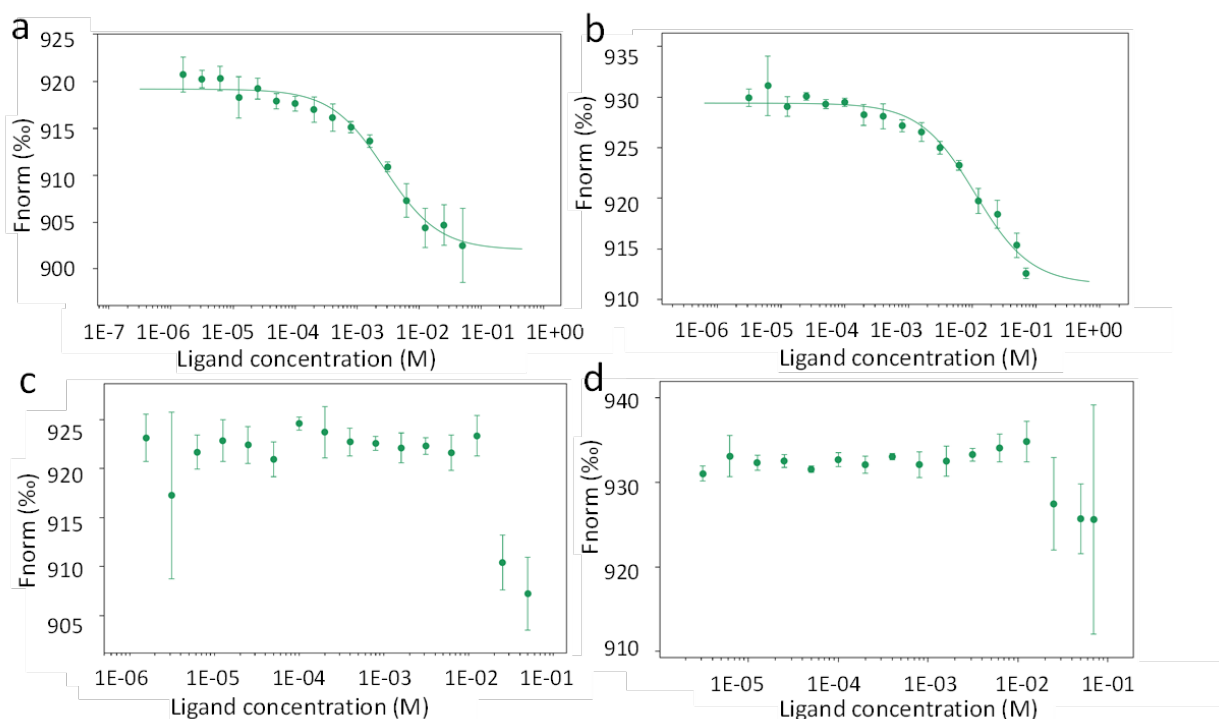 a
925
920
915
910
905
900
Fnorm (‰)
1E-7 1E-06 1E-05 1E-04 1E-03 1E-02 1E-01 1E+00
Ligand concentration (M)
b
935
930
925
920
915
910
Fnorm (‰)
1E-06 1E-05 1E-04 1E-03 1E-02 1E-01 1E+00
Ligand concentration (M)
c
925
920
915
910
905
Fnorm (‰)
1E-06 1E-05 1E-04 1E-03 1E-02 1E-01
Ligand concentration (M)
d
940
930
920
910
Fnorm (‰)
1E-05 1E-04 1E-03 1E-02 1E-01
Ligand concentration (M)